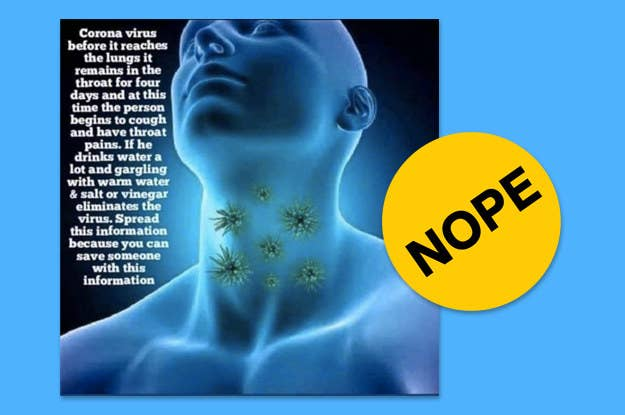 Corona virus
before it reaches
the lungs it
remains in the
throat for four
days and at this
time the person
begins to cough
and have throat
pains. If he
drinks water a
lot and gargling
with warm water
& salt or vinegar
eliminates the
virus. Spread
this information
because you can
save someone
with this
information
NOPE